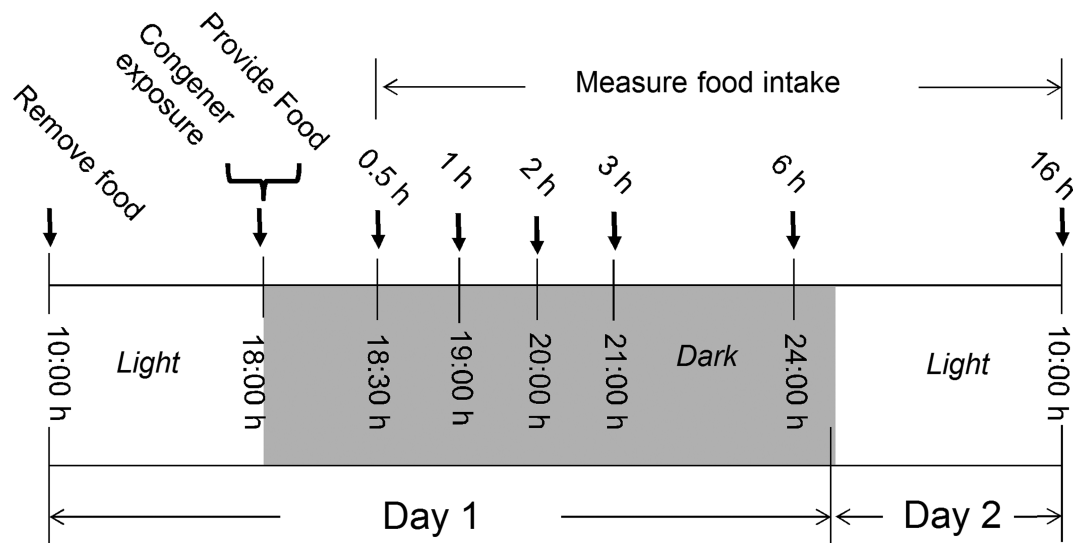 Remove food
Congener
exposure
Provide Food
Measure food intake
0.5 h
1 h
2 h
3 h
6 h
16 h
10:00 h
Light
18:00 h
18:30 h
19:00 h
20:00 h
21:00 h
Dark
24:00 h
Light
10:00 h
Day 1
Day 2